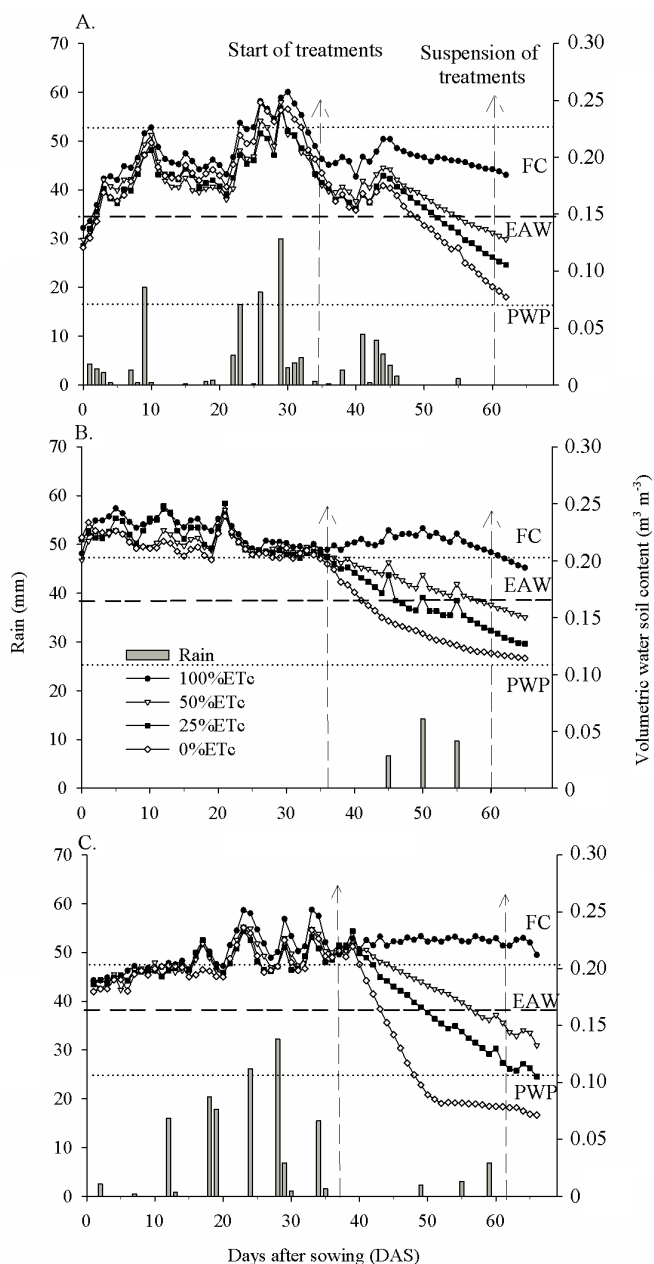 A.
Start of treatments
Suspension of
treatments
70 60 50 40 30 20 10 0
0.30 0.25 0.20 0.15 0.10 0.05 0
FC
EAW
PWP
0 10 20 30 40 50 60
B.
70 60 50 40 30 20 10 0
0.30 0.25 0.20 0.15 0.10 0.05 0
FC
EAW
PWP
Rain
100%ETc
50%ETc
25%ETc
0%ETc
0 10 20 30 40 50 60
Rain (mm)
Volumetric water soil content (m³ m⁻³)
C.
70 60 50 40 30 20 10 0
0.30 0.25 0.20 0.15 0.10 0.05 0
FC
EAW
PWP
0 10 20 30 40 50 60
Days after sowing (DAS)